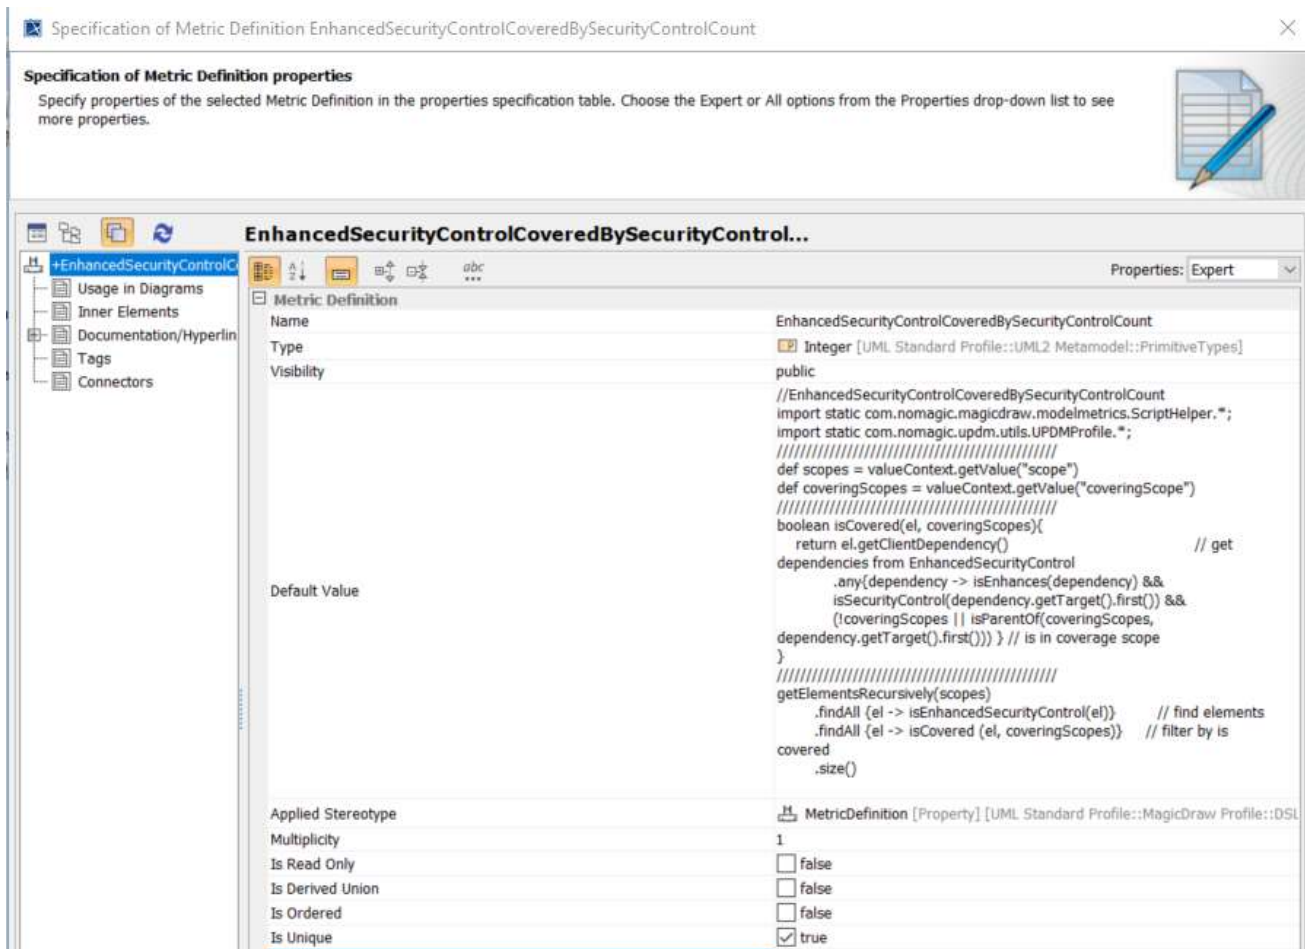 Specification of Metric Definition EnhancedSecurityControlCoveredBySecurityControlCount
Specification of Metric Definition properties
Specify properties of the selected Metric Definition in the properties specification table. Choose the Expert or All options from the Properties drop-down list to see
more properties.
EnhancedSecurityControlCoveredBySecurityControl...
+EnhancedSecurityControlC
Usage in Diagrams
Inner Elements
Documentation/Hyperlin
Tags
Connectors
Properties: Expert
Metric Definition
Name EnhancedSecurityControlCoveredBySecurityControlCount
Type Integer [UML Standard Profile::UML2 Metamodel::PrimitiveTypes]
Visibility public
Default Value
//EnhancedSecurityControlCoveredBySecurityControlCount
import static com.nomagic.magicdraw.modelmetrics.ScriptHelper.*;
import static com.nomagic.updm.utils.UPDMProfile.*;
////////////////////////////////////////////////
def scopes = valueContext.getValue("scope")
def coveringScopes = valueContext.getValue("coveringScope")
////////////////////////////////////////////////
boolean isCovered(el, coveringScopes){
return el.getClientDependency() // get
dependencies from EnhancedSecurityControl
.any{dependency -> isEnhances(dependency) &&
isSecurityControl(dependency.getTarget().first()) &&
(!coveringScopes || isParentOf(coveringScopes,
dependency.getTarget().first())) } // is in coverage scope
}
////////////////////////////////////////////////
getElementsRecursively(scopes)
.findAll {el -> isEnhancedSecurityControl(el)} // find elements
.findAll {el -> isCovered (el, coveringScopes)} // filter by is
covered
.size()
Applied Stereotype MetricDefinition [Property] [UML Standard Profile::MagicDraw Profile::DSL
Multiplicity 1
Is Read Only false
Is Derived Union false
Is Ordered false
Is Unique true